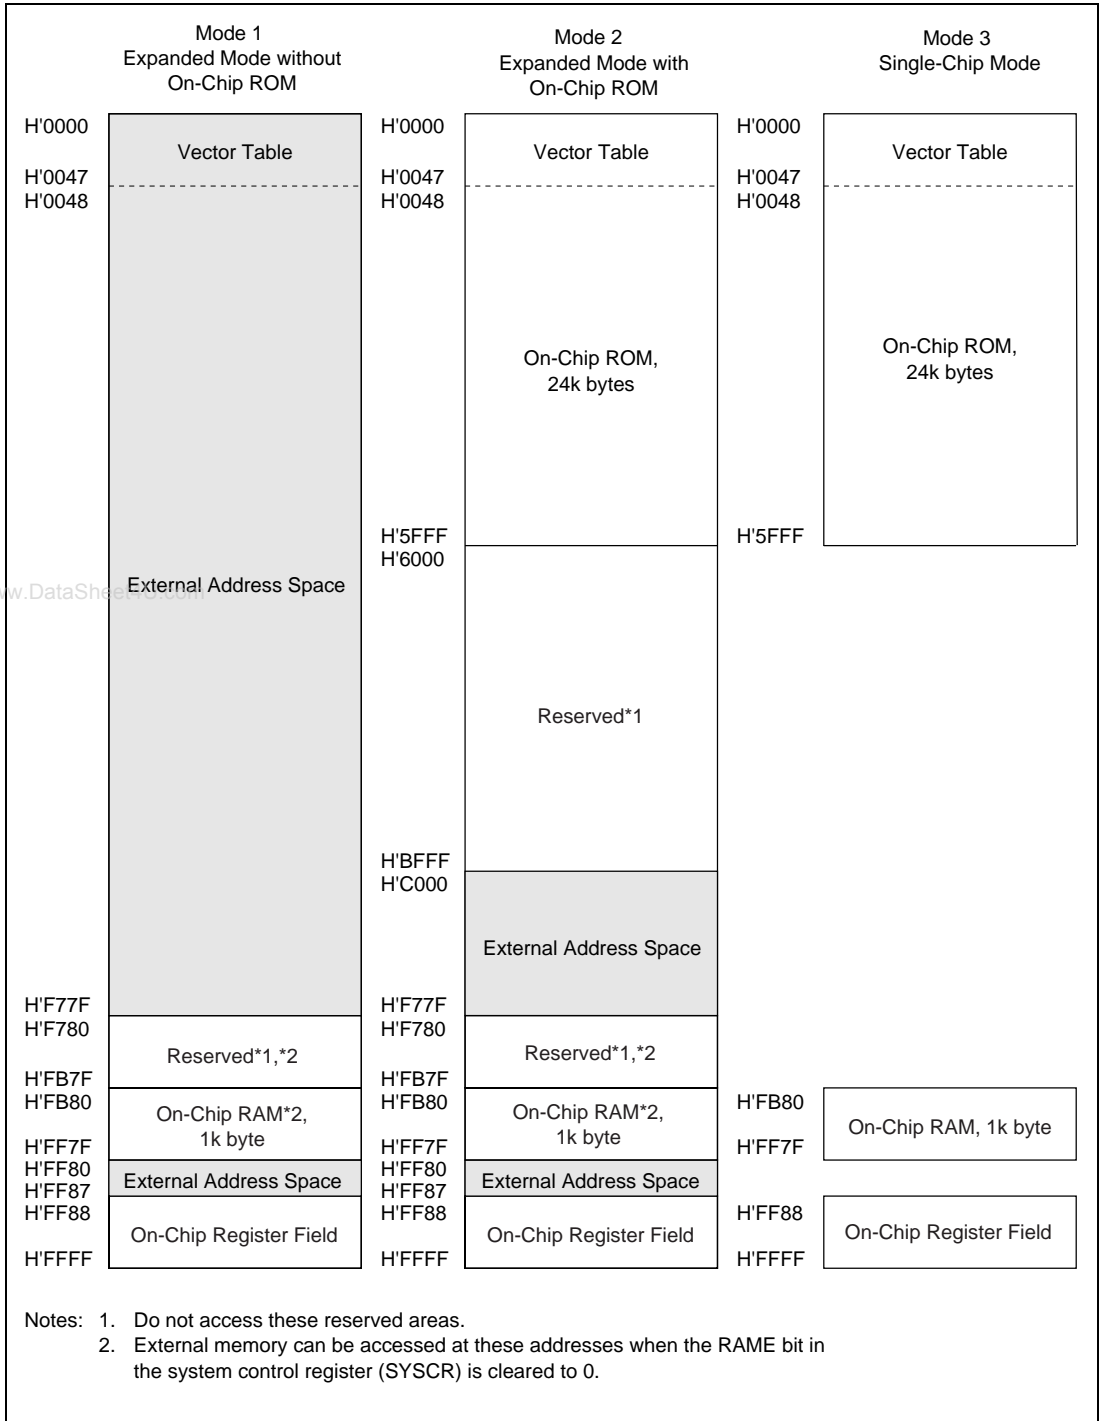 Mode 1
Expanded Mode without
On-Chip ROM
H'0000
Vector Table
H'0047
H'0048
External Address Space
H'F77F
H'F780
Reserved*1,*2
H'FB7F
H'FB80
On-Chip RAM*2,
1k byte
H'FF7F
H'FF80
External Address Space
H'FF87
H'FF88
On-Chip Register Field
H'FFFF
Mode 2
Expanded Mode with
On-Chip ROM
H'0000
Vector Table
H'0047
H'0048
On-Chip ROM,
24k bytes
H'5FFF
H'6000
Reserved*1
H'BFFF
H'C000
External Address Space
H'F77F
H'F780
Reserved*1,*2
H'FB7F
H'FB80
On-Chip RAM*2,
1k byte
H'FF7F
H'FF80
External Address Space
H'FF87
H'FF88
On-Chip Register Field
H'FFFF
Mode 3
Single-Chip Mode
H'0000
Vector Table
H'0047
H'0048
On-Chip ROM,
24k bytes
H'5FFF
H'FB80
On-Chip RAM, 1k byte
H'FF7F
H'FF88
On-Chip Register Field
H'FFFF
Notes: 1. Do not access these reserved areas.
2. External memory can be accessed at these addresses when the RAME bit in
the system control register (SYSCR) is cleared to 0.
w.DataSheet4U.com